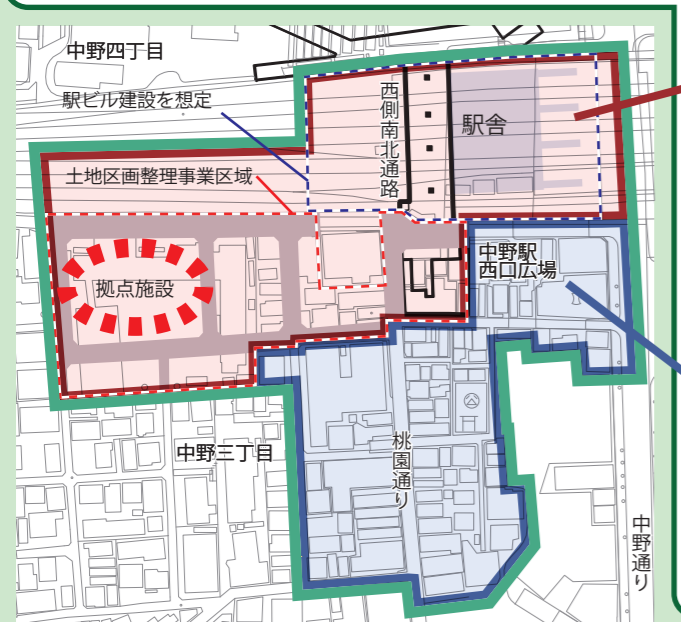 中野四丁目
駅ビル建設を想定
西側南北通路
駅舎
土地区画整理事業区域
拠点施設
中野駅
西口広場
中野三丁目
桃園通り
中野通り